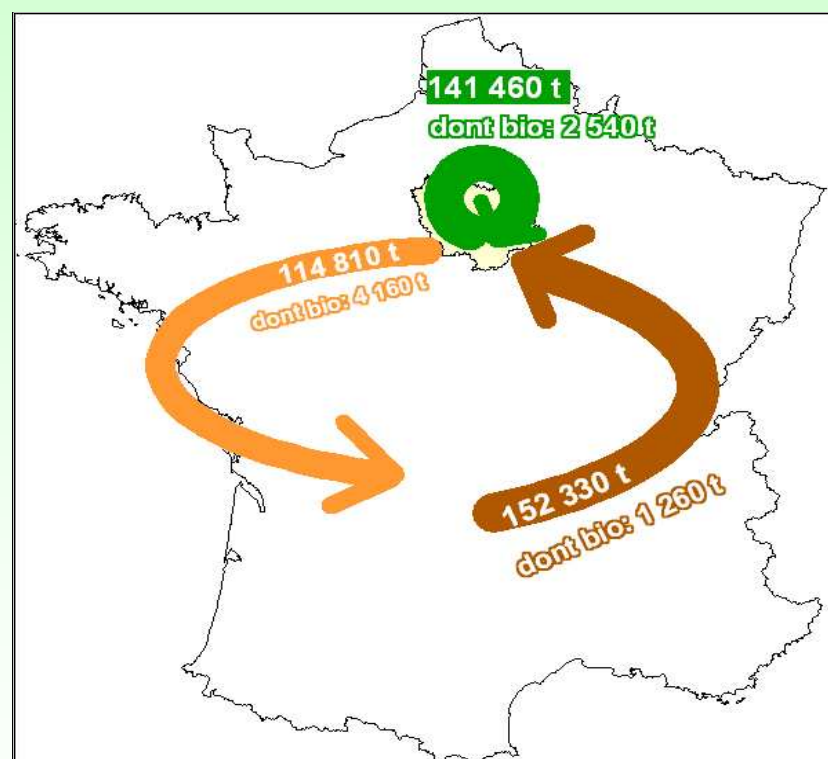 141 460 t
dont bio: 2 540 t
114 810 t
dont bio: 4 160 t
152 330 t
dont bio: 1 260 t